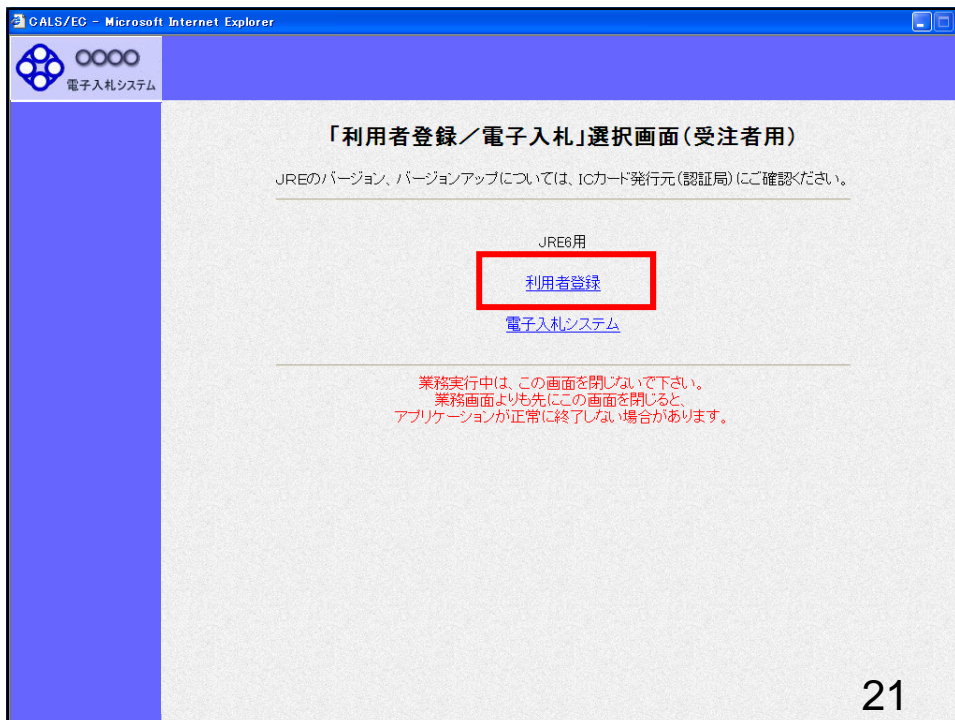 CALS/EC - Microsoft Internet Explorer
〇〇〇〇
電子入札システム
「利用者登録／電子入札」選択画面(受注者用)
JREのバージョン、バージョンアップについては、ICカード発行元(認証局)にご確認ください。
JRE6用
利用者登録
電子入札システム
業務実行中は、この画面を閉じないで下さい。
業務画面よりも先にこの画面を閉じると、
アプリケーションが正常に終了しない場合があります。
21